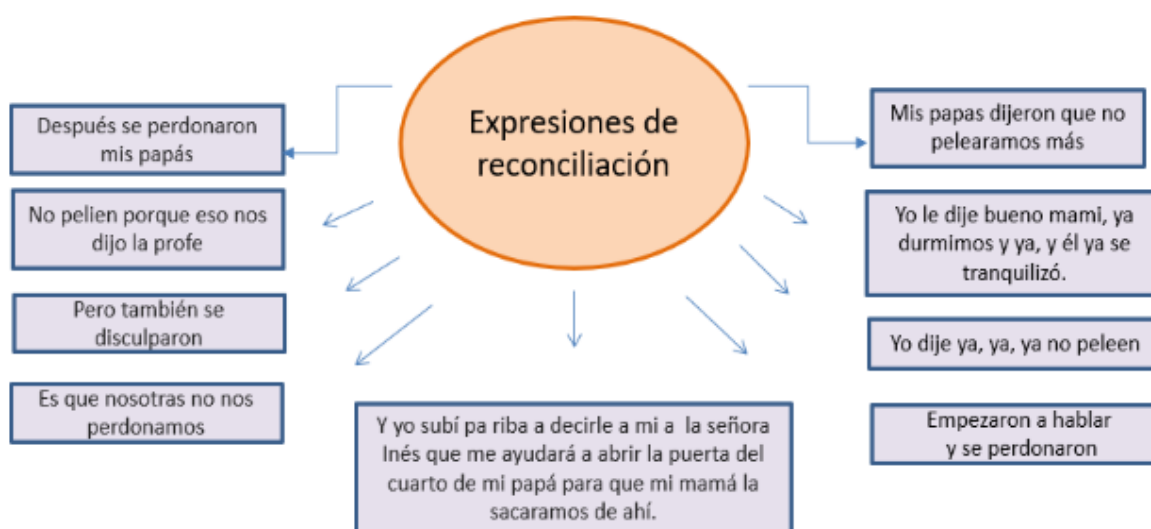 Expresiones de
reconciliación
Después se perdonaron
mis papás
No pelien porque eso nos
dijo la profe
Pero también se
disculparon
Es que nosotras no nos
perdonamos
Y yo subí pa riba a decirle a mi a la señora
Inés que me ayudará a abrir la puerta del
cuarto de mi papá para que mi mamá la
sacaramos de ahí.
Mis papas dijeron que no
pelearamos más
Yo le dije bueno mami, ya
durmimos y ya, y él ya se
tranquilizó.
Yo dije ya, ya, ya no peleen
Empezaron a hablar
y se perdonaron